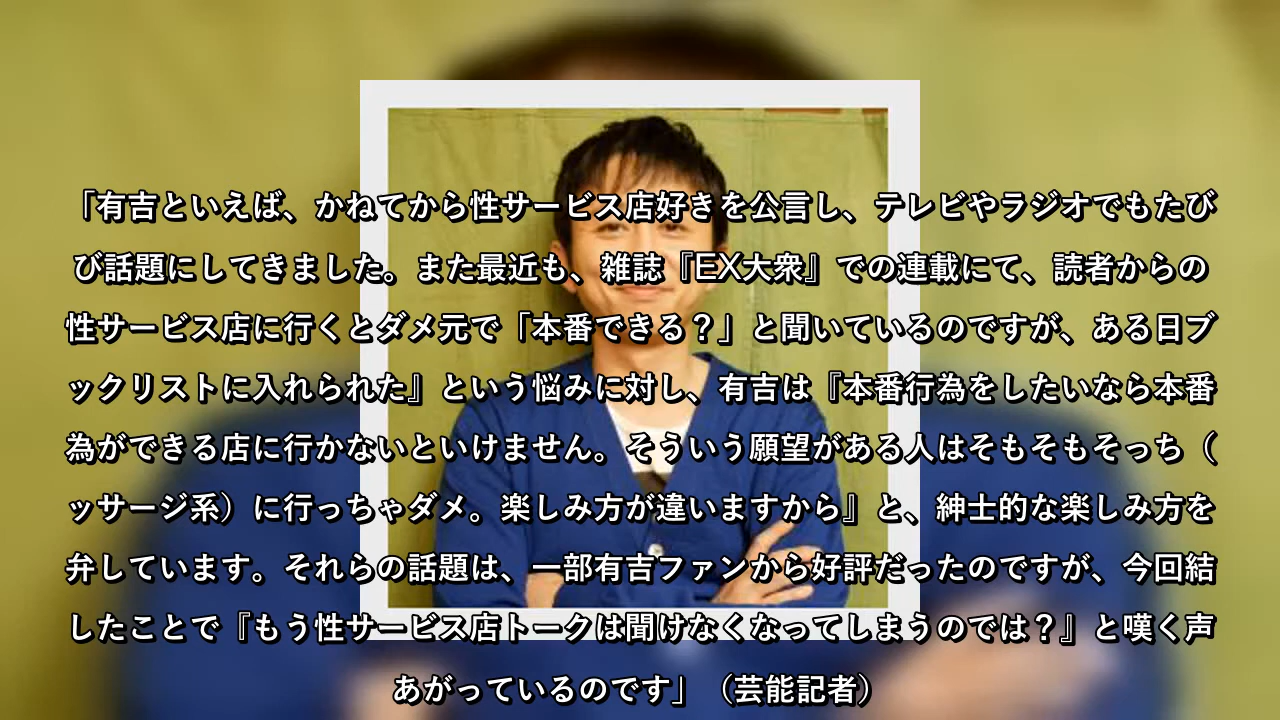 「有吉といえば、かねてから性サービス店好きを公言し、テレビやラジオでもたび
び話題にしてきました。また最近も、雑誌『EX大衆』での連載にて、読者からの
性サービス店に行くとダメ元で「本番できる？」と聞いているのですが、ある日ブ
ックリストに入れられた』という悩みに対し、有吉は『本番行為をしたいなら本番
為ができる店に行かないといけません。そういう願望がある人はそもそもそっち（
ッサージ系）に行っちゃダメ。楽しみ方が違いますから』と、紳士的な楽しみ方を
弁しています。それらの話題は、一部有吉ファンから好評だったのですが、今回結
したことで『もう性サービス店トークは聞けなくなってしまうのでは？』と嘆く声
あがっているのです」（芸能記者）